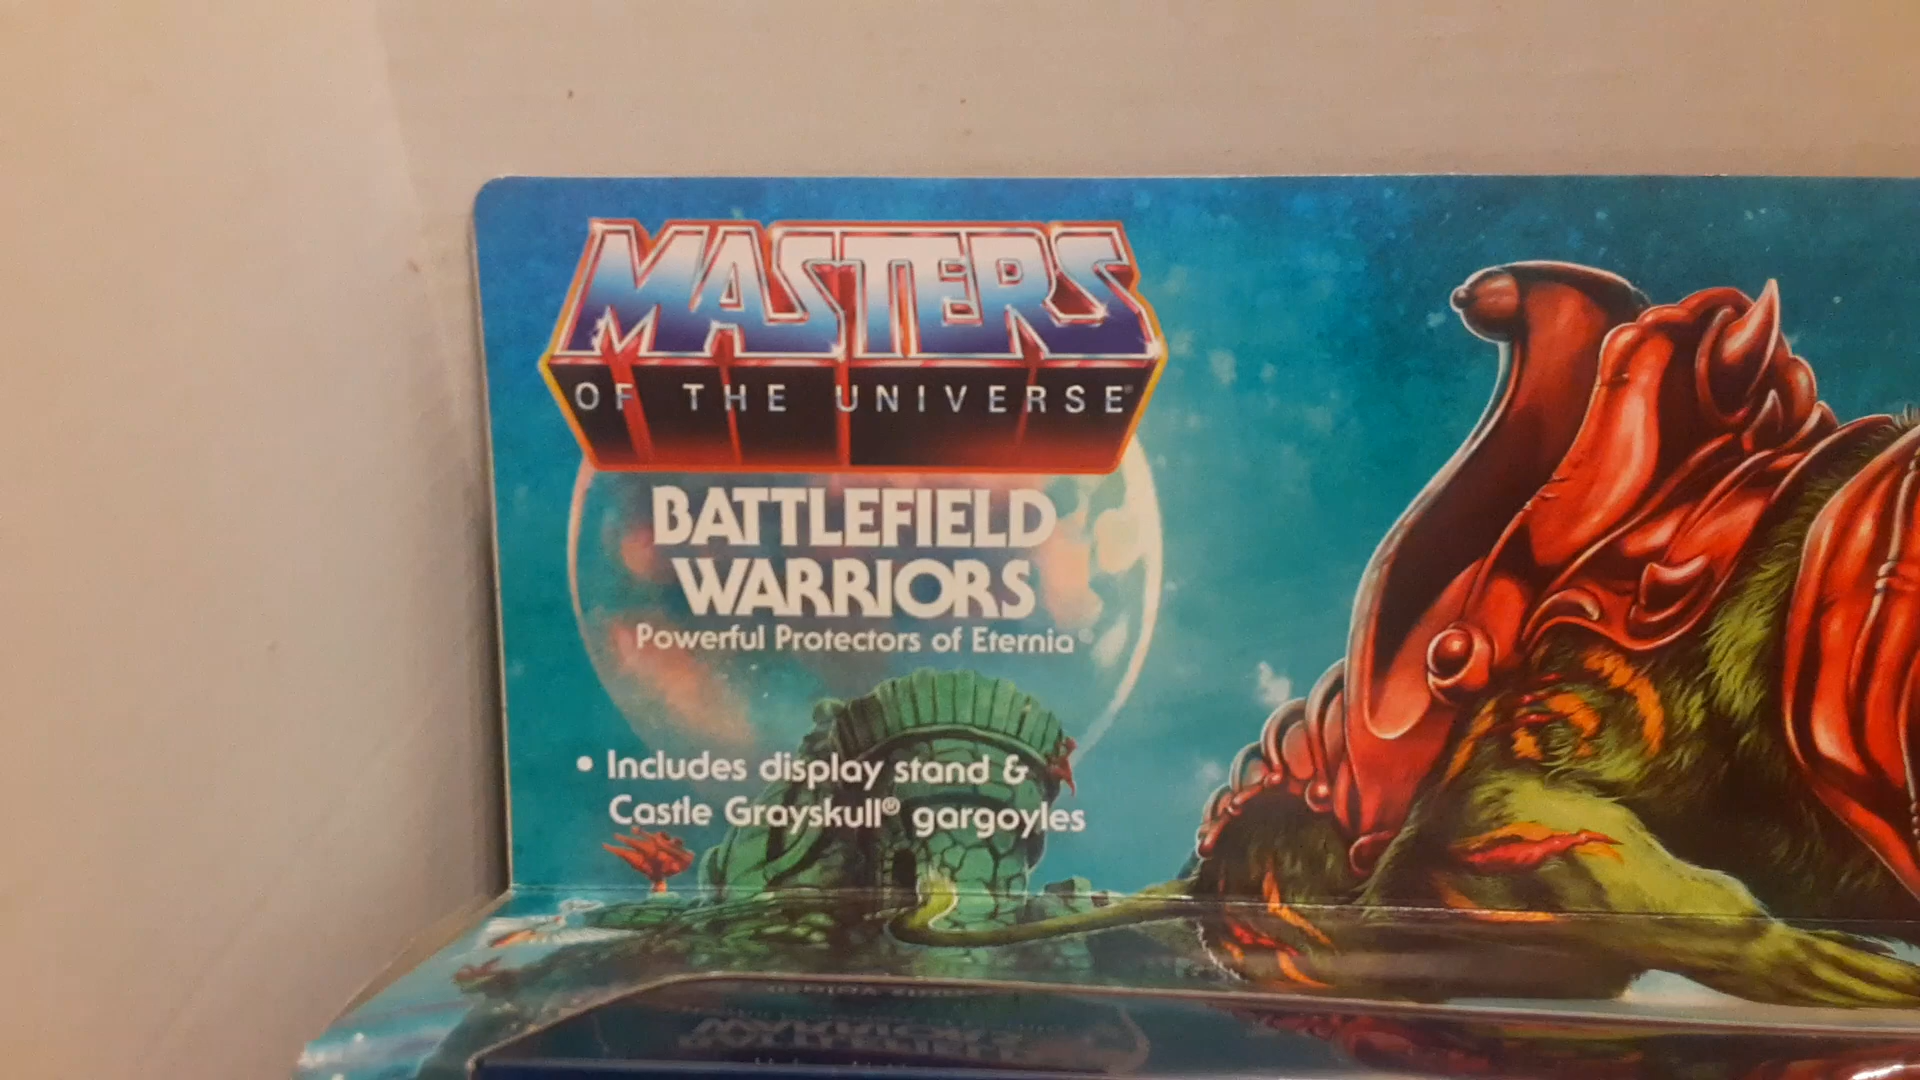 MASTERS
OF THE UNIVERSE®
BATTLEFIELD
WARRIORS
Powerful Protectors of Eternia®
• Includes display stand &
Castle Grayskull® gargoyles